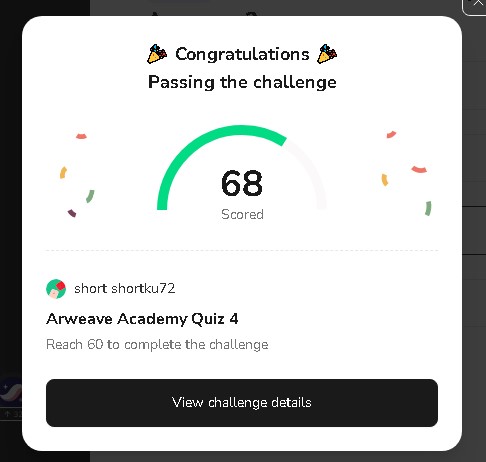 Congratulations
Passing the challenge
68
Scored
short shortku72
Arweave Academy Quiz 4
Reach 60 to complete the challenge
View challenge details